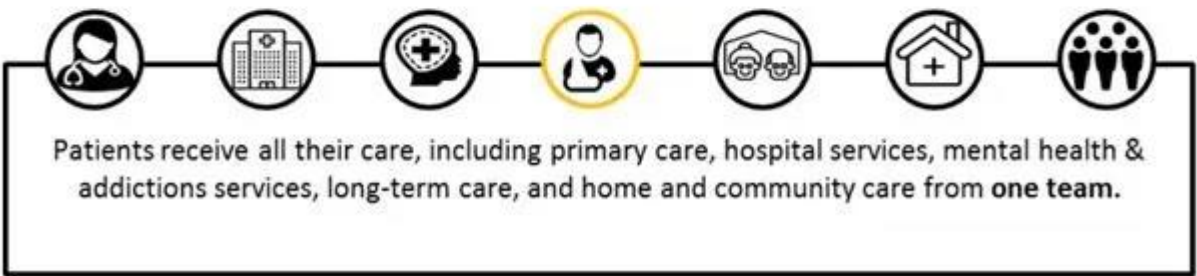 Patients receive all their care, including primary care, hospital services, mental health &
addictions services, long-term care, and home and community care from one team.